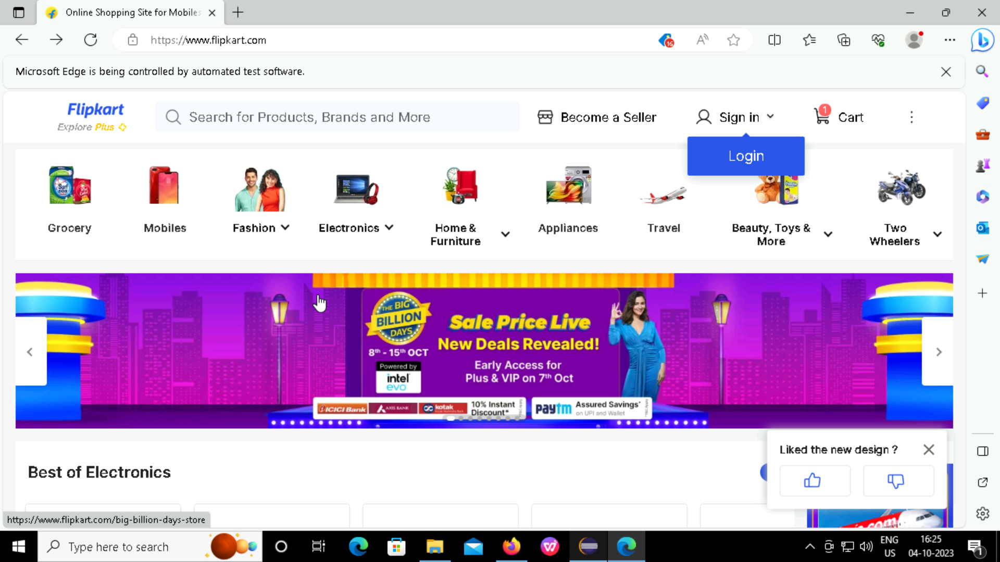 Online Shopping Site for Mobiles
https://www.flipkart.com
16
Microsoft Edge is being controlled by automated test software.
Flipkart
Explore Plus
Search for Products, Brands and More
Become a Seller
Sign in
1
Cart
Login
Surf excel
Grocery
Mobiles
Fashion
Electronics
Home &
Furniture
Appliances
Travel
Beauty, Toys &
More
Two
Wheelers
THE BIG
BILLION
DAYS
8th - 15th OCT
Powered by
intel
evo
Sale Price Live
New Deals Revealed!
Early Access for
Plus & VIP on 7th Oct
ICICI Bank
AXIS BANK
kotak
10% Instant
Discount*
paytm
Assured Savings*
on UPI and Wallet
Liked the new design ?
Best of Electronics
https://www.flipkart.com/big-billion-days-store
Type here to search
ENG
US
16:25
04-10-2023
1